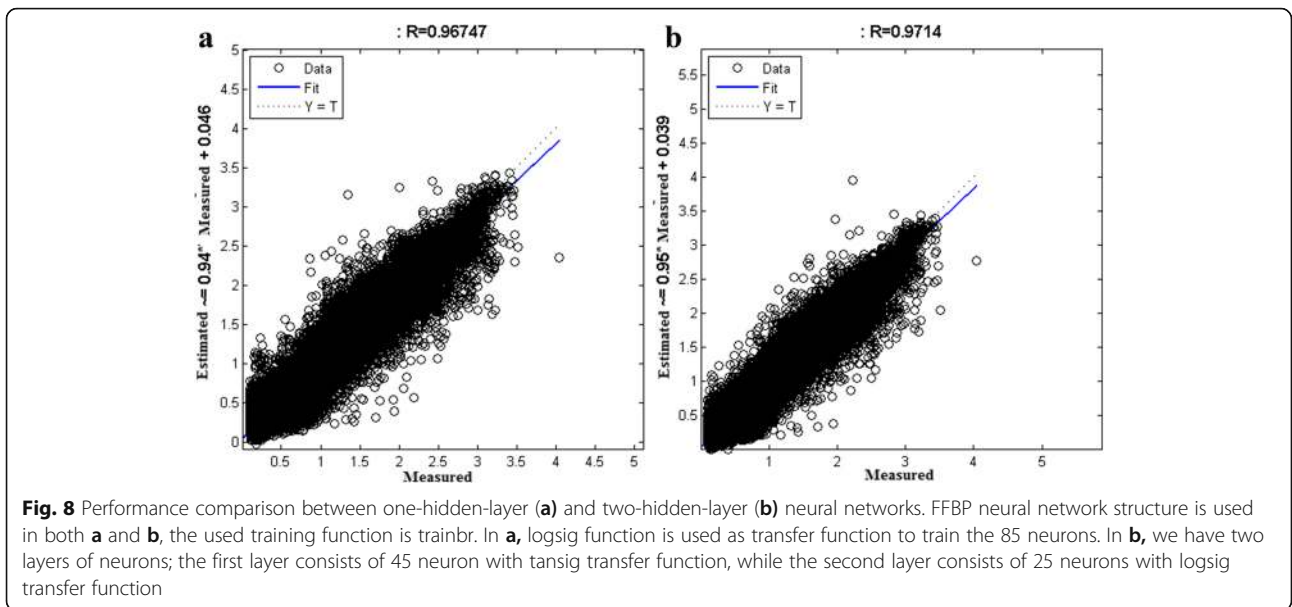 a
: R=0.96747
5
4.5
4
3.5
3
2.5
2
1.5
1
0.5
0
Data
Fit
Y = T
Estimated ~= 0.94* Measured + 0.046
0.5 1 1.5 2 2.5 3 3.5 4 4.5 5
Measured
b
: R=0.9714
5.5
5
4.5
4
3.5
3
2.5
2
1.5
1
0.5
Data
Fit
Y = T
Estimated ~= 0.95* Measured + 0.039
1 2 3 4 5
Measured
Fig. 8 Performance comparison between one-hidden-layer (a) and two-hidden-layer (b) neural networks. FFBP neural network structure is used
in both a and b, the used training function is trainbr. In a, logsig function is used as transfer function to train the 85 neurons. In b, we have two
layers of neurons; the first layer consists of 45 neuron with tansig transfer function, while the second layer consists of 25 neurons with logsig
transfer function